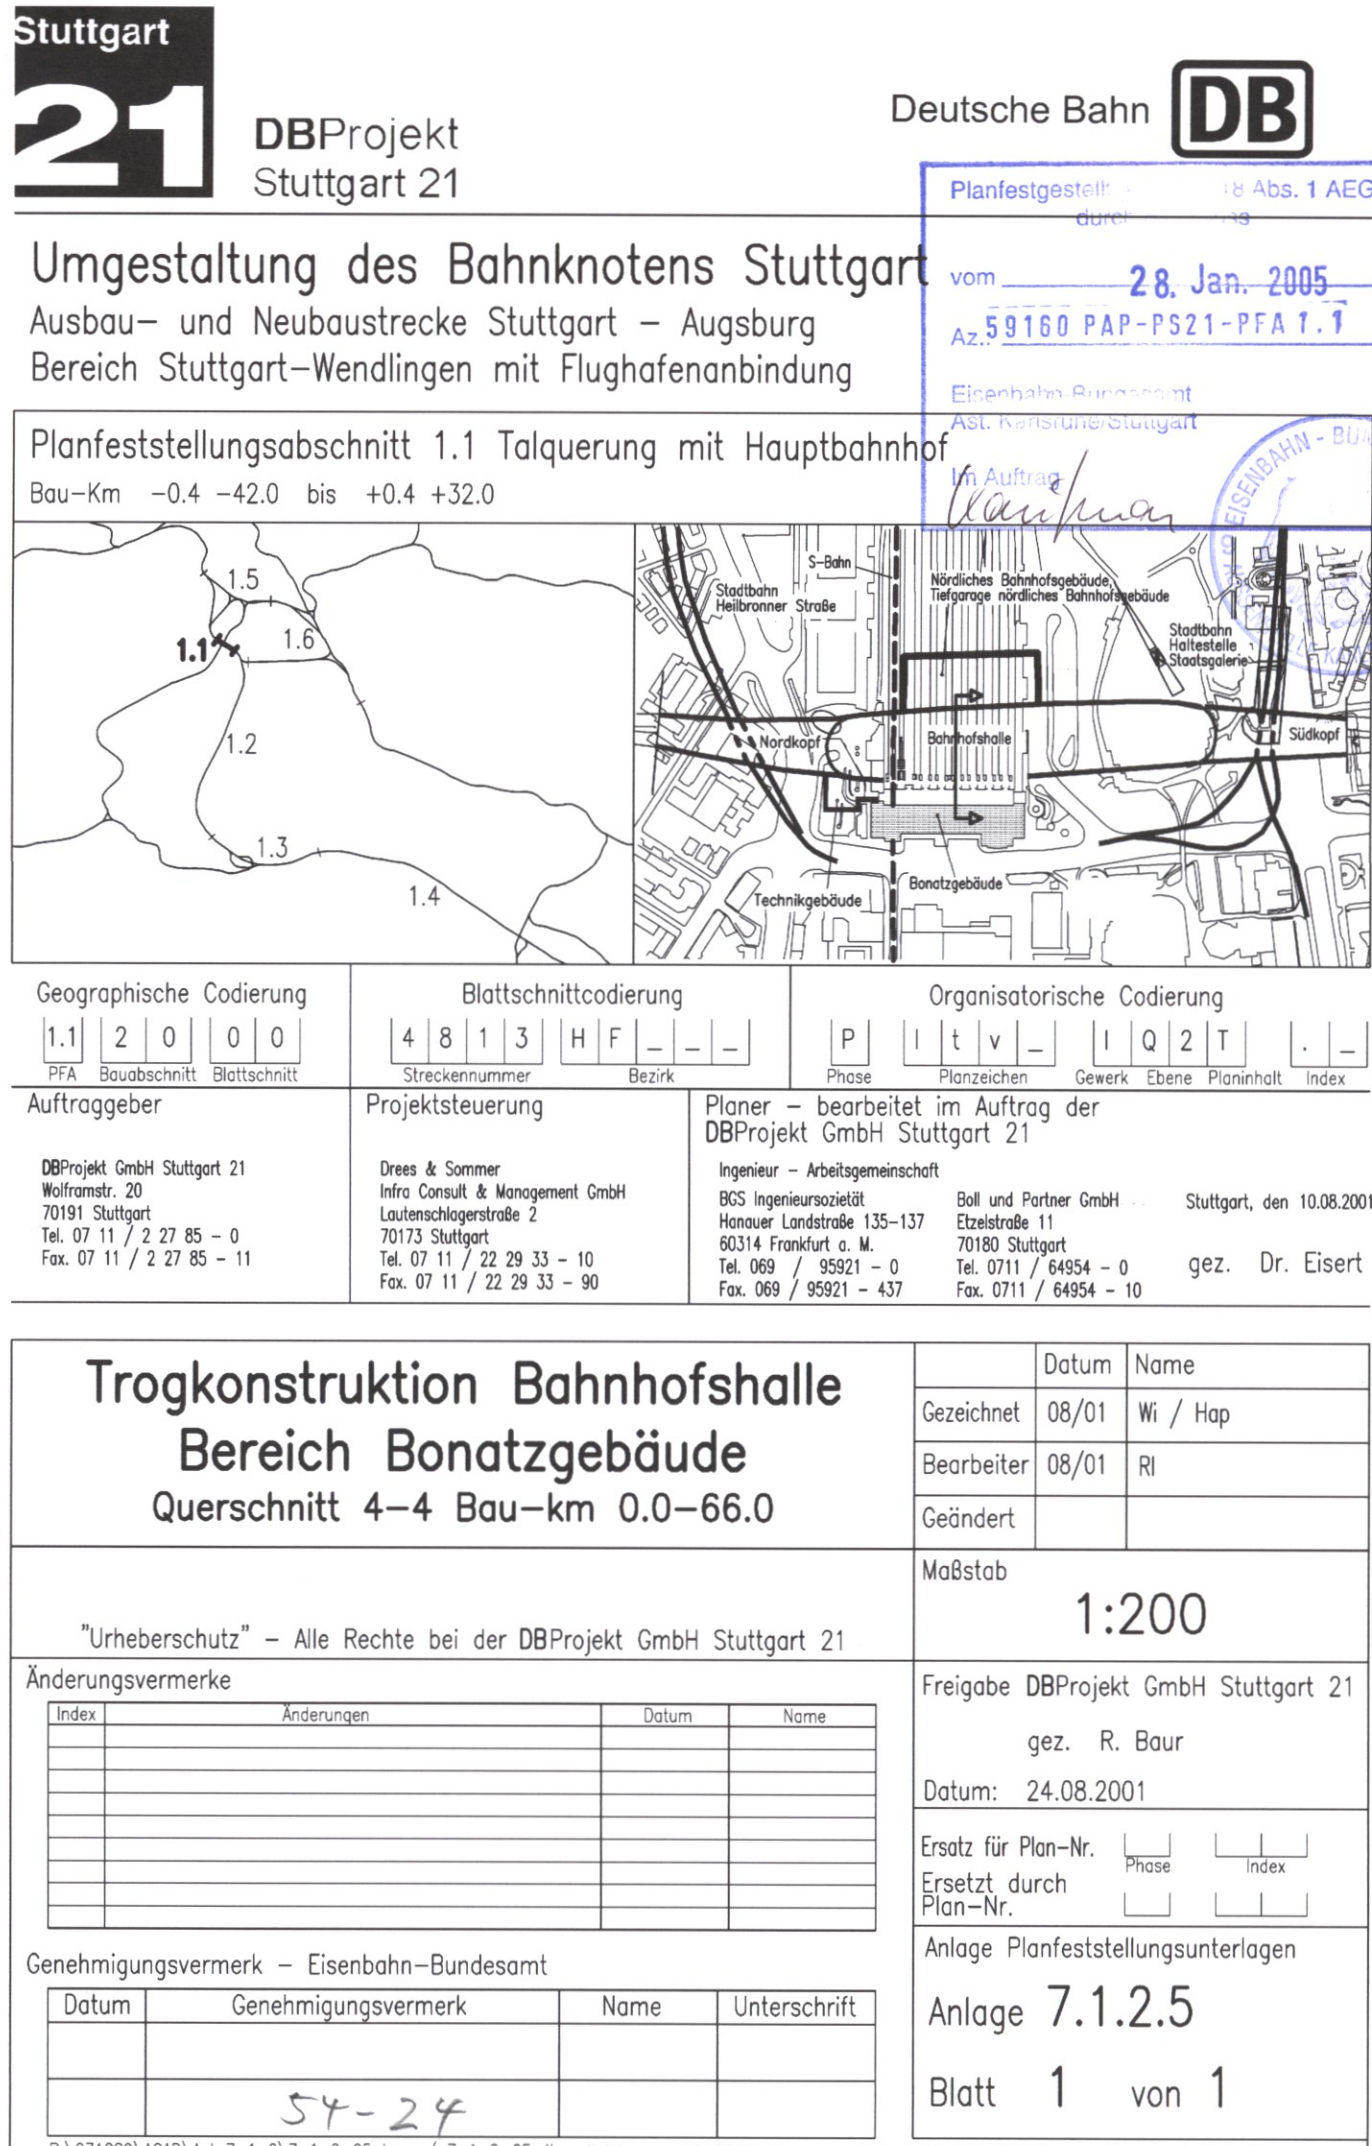 Stuttgart
21
DBProjekt
Stuttgart 21
Deutsche Bahn DB
18 Abs. 1 AEG
vom 28. Jan. 2005
Az.: 59160 PAP-PS21-PFA 1.1
Eisenbahn-Bundesamt
Ast. Karlsruhe/Stuttgart
Im Auftrag
Umgestaltung des Bahnknotens Stuttgart
Ausbau- und Neubaustrecke Stuttgart - Augsburg
Bereich Stuttgart-Wendlingen mit Flughafenanbindung
Planfeststellungsabschnitt 1.1 Talquerung mit Hauptbahnhof
Bau-Km -0.4 -42.0 bis +0.4 +32.0
EISENBAHN - BU
1.5
1.6
1.1
1.2
1.3
1.4
S-Bahn
Stadtbahn
Heilbronner Straße
Nördliches Bahnhofsgebäude,
Tiefgarage nördliches Bahnhofsgebäude
Stadtbahn
Haltestelle
Staatsgalerie
Nordkopf
Bahnhofshalle
Südkopf
Technikgebäude
Bonatzgebäude
Geographische Codierung
1.1 2 0 0 0
PFA Bauabschnitt Blattschnitt
Blattschnittcodierung
4 8 1 3 H F _ _ _
Streckennummer Bezirk
Organisatorische Codierung
P I t v _ I Q 2 T . _
Phase Planzeichen Gewerk Ebene Planinhalt Index
Auftraggeber
DBProjekt GmbH Stuttgart 21
Wolframstr. 20
70191 Stuttgart
Tel. 07 11 / 2 27 85 - 0
Fax. 07 11 / 2 27 85 - 11
Projektsteuerung
Drees & Sommer
Infra Consult & Management GmbH
Lautenschlagerstraße 2
70173 Stuttgart
Tel. 07 11 / 22 29 33 - 10
Fax. 07 11 / 22 29 33 - 90
Planer - bearbeitet im Auftrag der
DBProjekt GmbH Stuttgart 21
Ingenieur - Arbeitsgemeinschaft
BGS Ingenieursozietät
Hanauer Landstraße 135-137
60314 Frankfurt a. M.
Tel. 069 / 95921 - 0
Fax. 069 / 95921 - 437
Boll und Partner GmbH
Etzelstraße 11
70180 Stuttgart
Tel. 0711 / 64954 - 0
Fax. 0711 / 64954 - 10
Stuttgart, den 10.08.2001
gez. Dr. Eisert
Trogkonstruktion Bahnhofshalle
Bereich Bonatzgebäude
Querschnitt 4-4 Bau-km 0.0-66.0
Datum Name
Gezeichnet 08/01 Wi / Hap
Bearbeiter 08/01 RI
Geändert
"Urheberschutz" - Alle Rechte bei der DBProjekt GmbH Stuttgart 21
Maßstab
1:200
Änderungsvermerke
Index Änderungen Datum Name
Freigabe DBProjekt GmbH Stuttgart 21
gez. R. Baur
Datum: 24.08.2001
Ersatz für Plan-Nr.
Phase Index
Ersetzt durch
Plan-Nr.
Genehmigungsvermerk - Eisenbahn-Bundesamt
Datum Genehmigungsvermerk Name Unterschrift
54-24
Anlage Planfeststellungsunterlagen
Anlage 7.1.2.5
Blatt 1 von 1